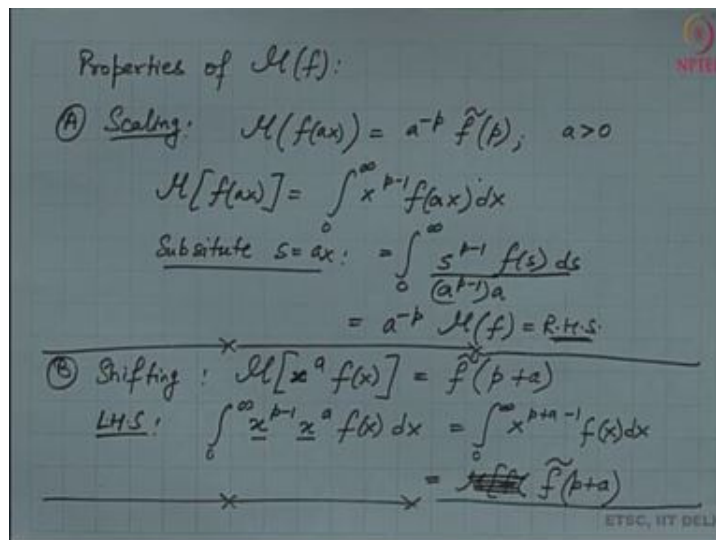 Properties of ℳ(f):
NPTEL
Ⓐ Scaling: ℳ(f(ax)) = a^{-p} f̃(p); a>0
ℳ[f(ax)] = ∫_0^∞ x^{p-1} f(ax) dx
Subsitute s=ax: = ∫_0^∞ s^{p-1} f(s) ds / (a^{p-1})a
= a^{-p} ℳ(f) = R.H.S.
Ⓑ Shifting: ℳ[x^a f(x)] = f̃(p+a)
LHS: ∫_0^∞ x^{p-1} x^a f(x) dx = ∫_0^∞ x^{p+a-1} f(x)dx
= f̃(p+a)
ETSC, IIT DELHI